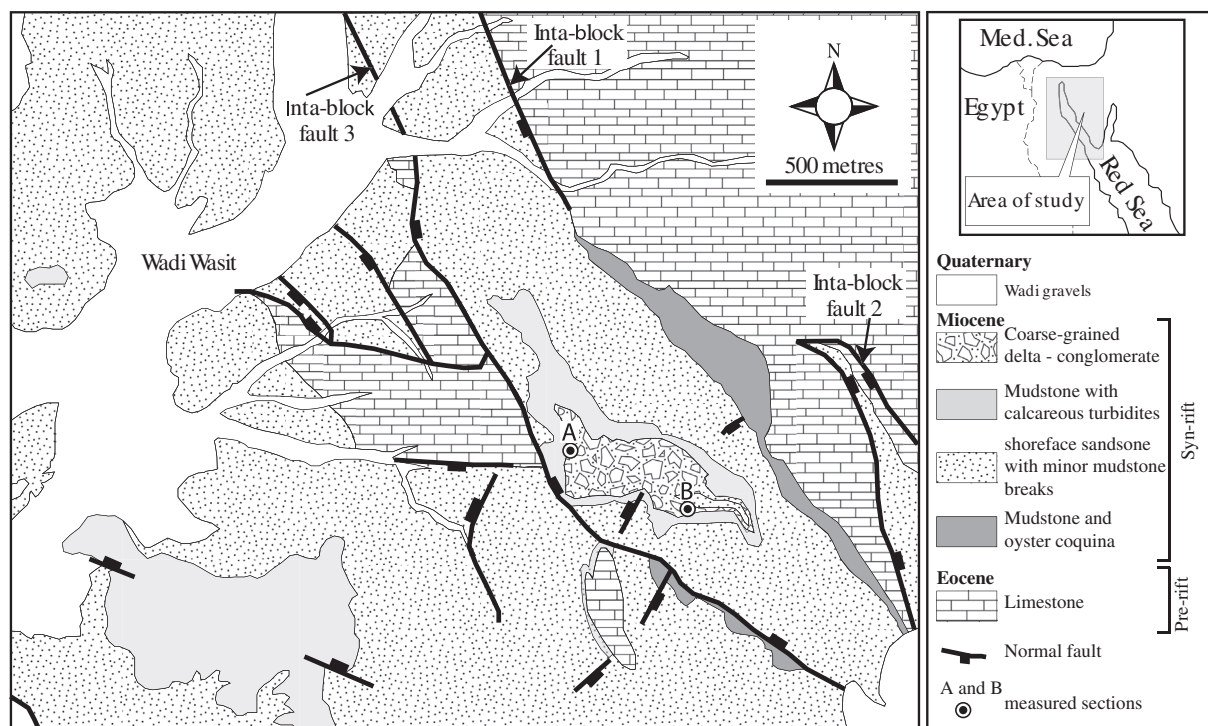 Inta-block
fault 1
N
Inta-block
fault 3
500 metres
Wadi Wasit
Inta-block
fault 2
A
B
Med. Sea
Egypt
Red Sea
Area of study
Quaternary
Wadi gravels
Miocene
Coarse-grained
delta - conglomerate
Mudstone with
calcareous turbidites
shoreface sandsone
with minor mudstone
breaks
Mudstone and
oyster coquina
Syn-rift
Eocene
Limestone
Pre-rift
Normal fault
A and B
measured sections